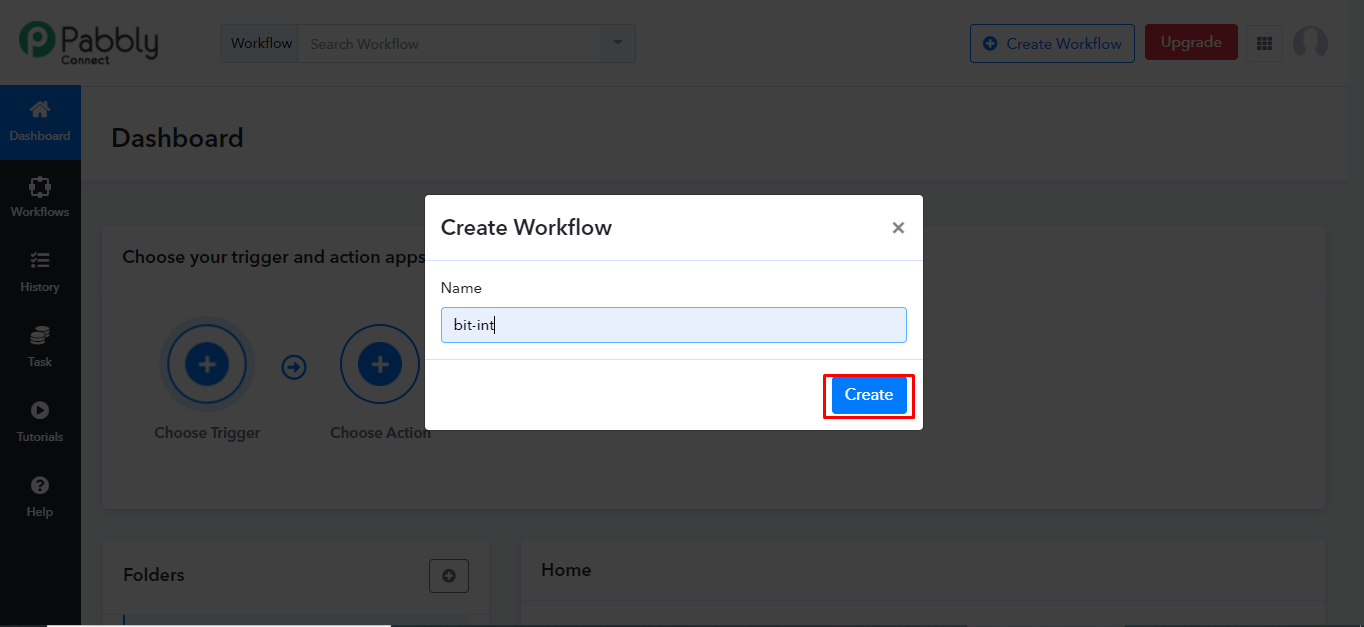 Pabbly
Connect
Workflow Search Workflow
Create Workflow
Upgrade
Dashboard
Workflows
History
Task
Tutorials
Help
Dashboard
Choose your trigger and action apps
Choose Trigger
Choose Action
Folders
Home
Create Workflow
×
Name
bit-int
Create